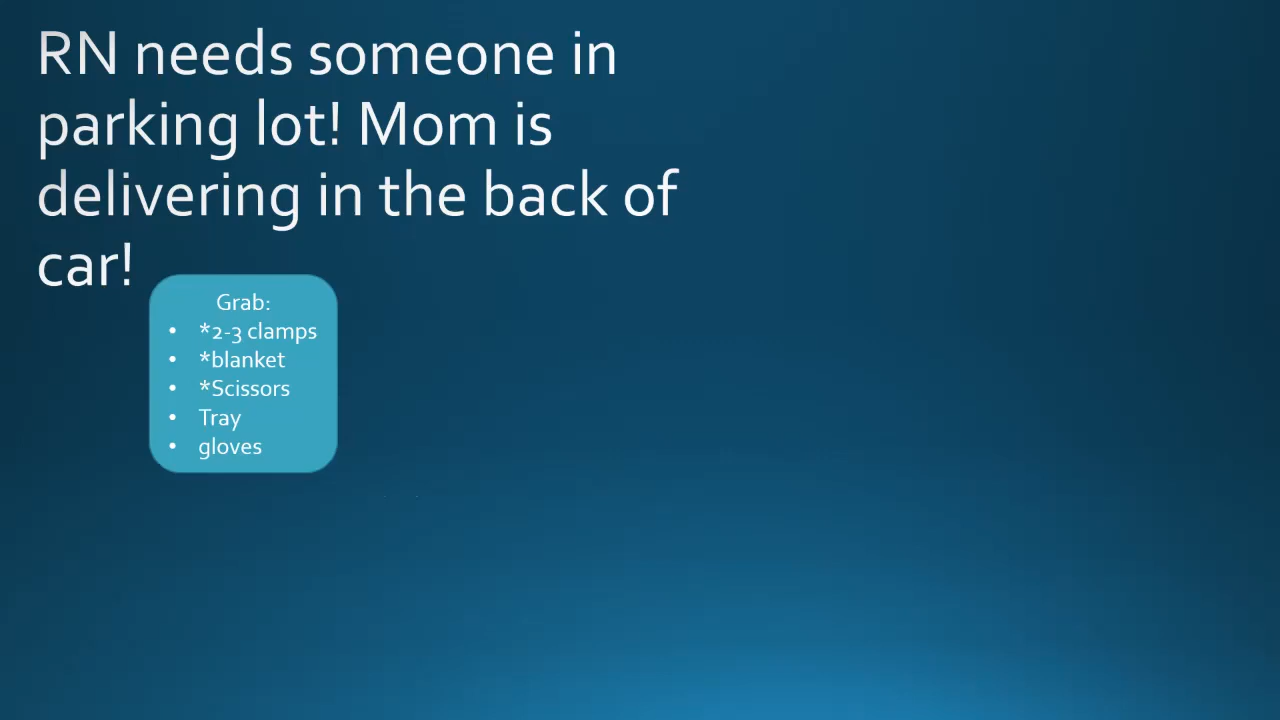 RN needs someone in
parking lot! Mom is
delivering in the back of
car!
Grab:
• *2-3 clamps
• *blanket
• *Scissors
• Tray
• gloves